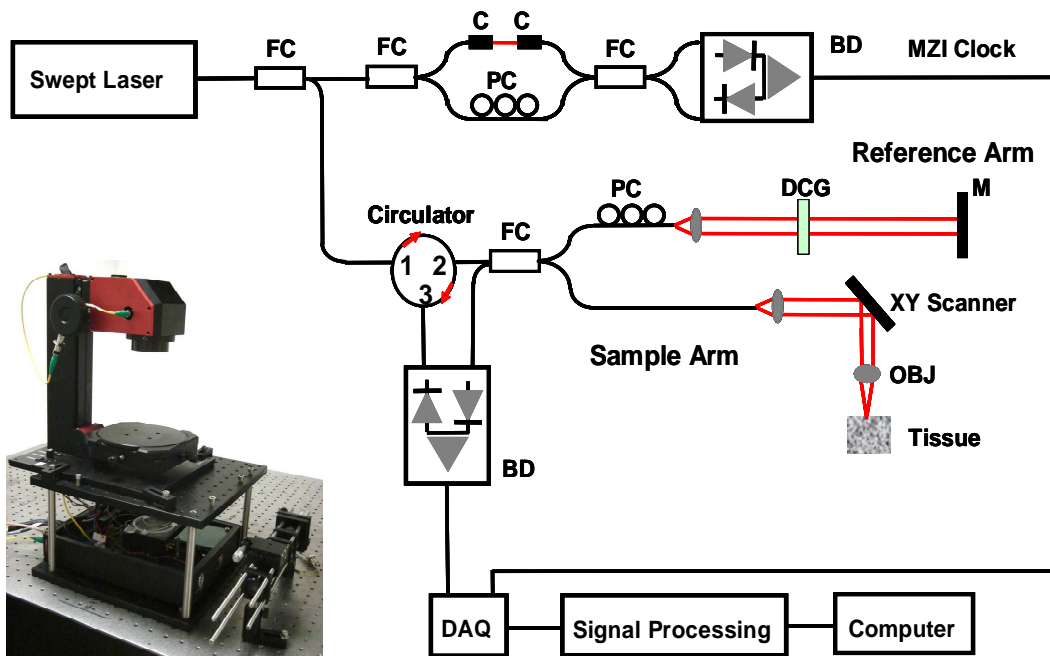 C C
FC FC FC BD MZI Clock
Swept Laser
PC
Reference Arm
PC DCG M
Circulator
FC
1 2
3
XY Scanner
Sample Arm
OBJ
Tissue
BD
DAQ Signal Processing Computer